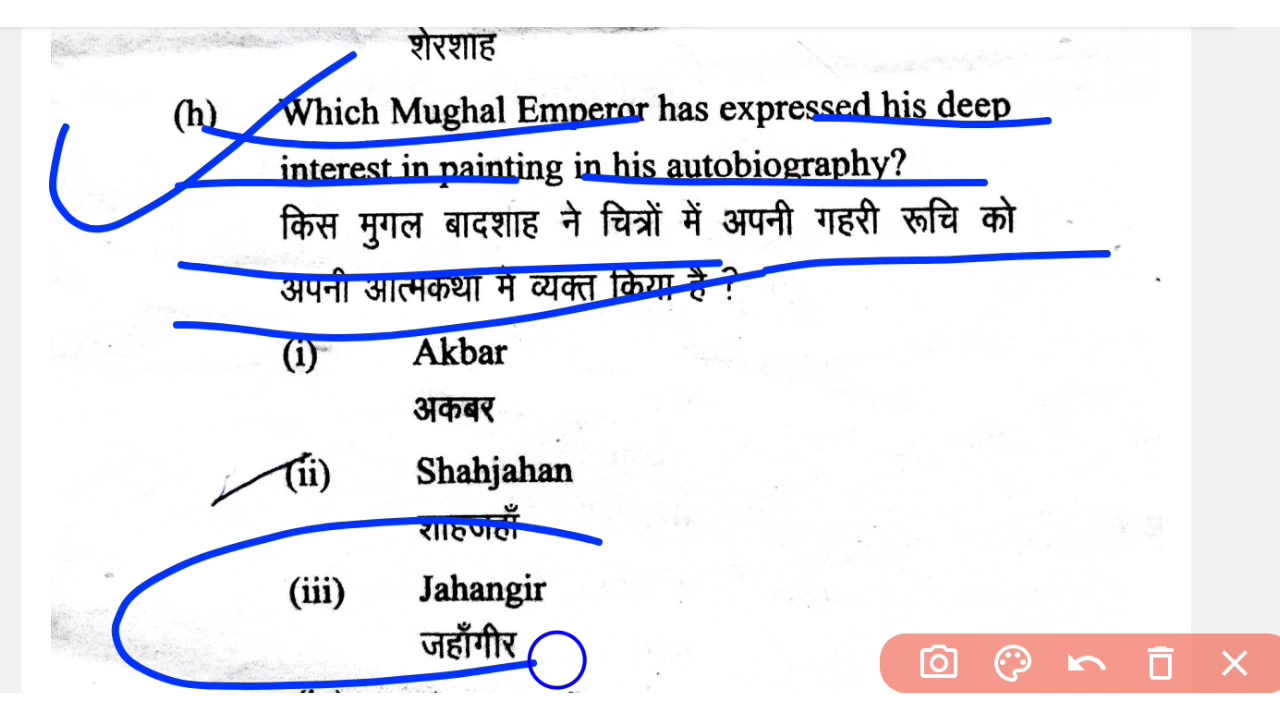 शेरशाह
(h) Which Mughal Emperor has expressed his deep
interest in painting in his autobiography?
किस मुगल बादशाह ने चित्रों में अपनी गहरी रूचि को
अपनी आत्मकथा में व्यक्त किया है ?
(i) Akbar
अकबर
(ii) Shahjahan
शाहजहाँ
(iii) Jahangir
जहाँगीर